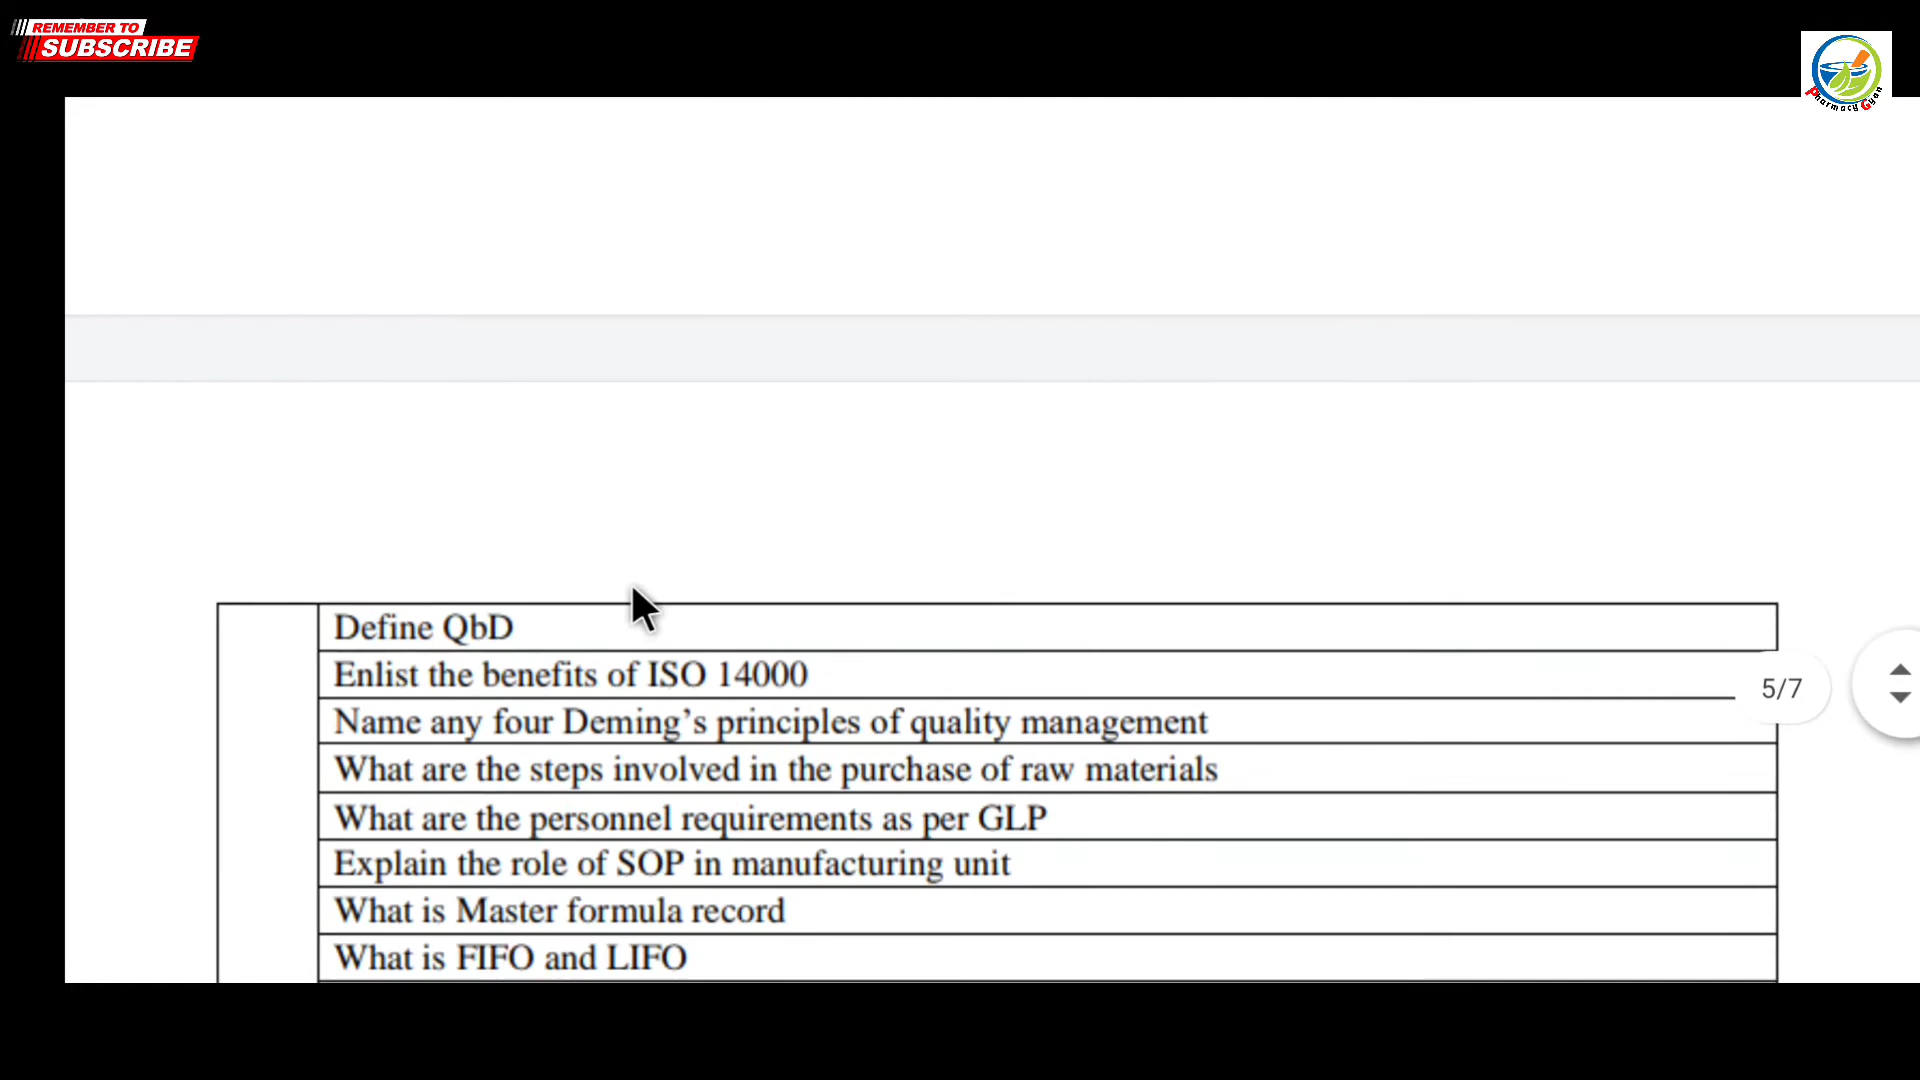 REMEMBER TO
SUBSCRIBE
Pharmacy Gyan
Define QbD
Enlist the benefits of ISO 14000
5/7
Name any four Deming’s principles of quality management
What are the steps involved in the purchase of raw materials
What are the personnel requirements as per GLP
Explain the role of SOP in manufacturing unit
What is Master formula record
What is FIFO and LIFO